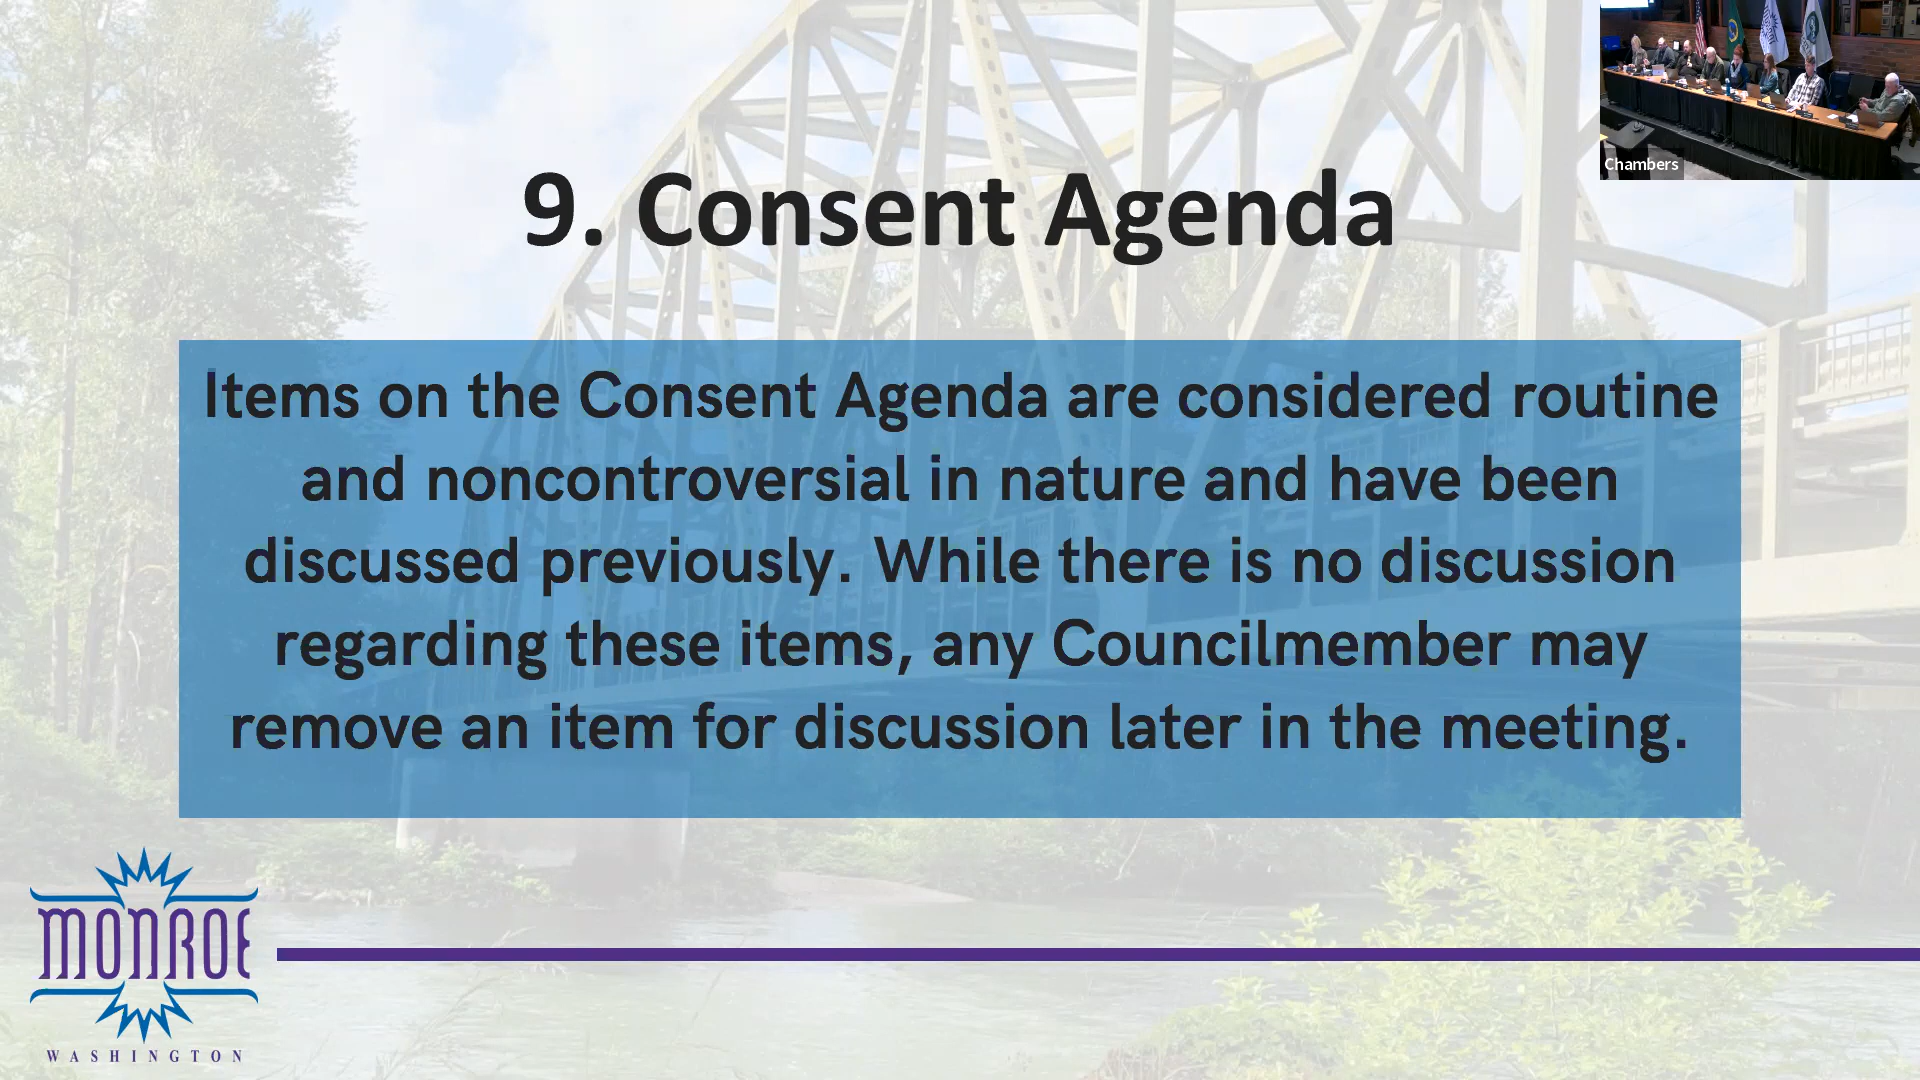 Chambers
9. Consent Agenda
Items on the Consent Agenda are considered routine
and noncontroversial in nature and have been
discussed previously. While there is no discussion
regarding these items, any Councilmember may
remove an item for discussion later in the meeting.
MONROE
WASHINGTON